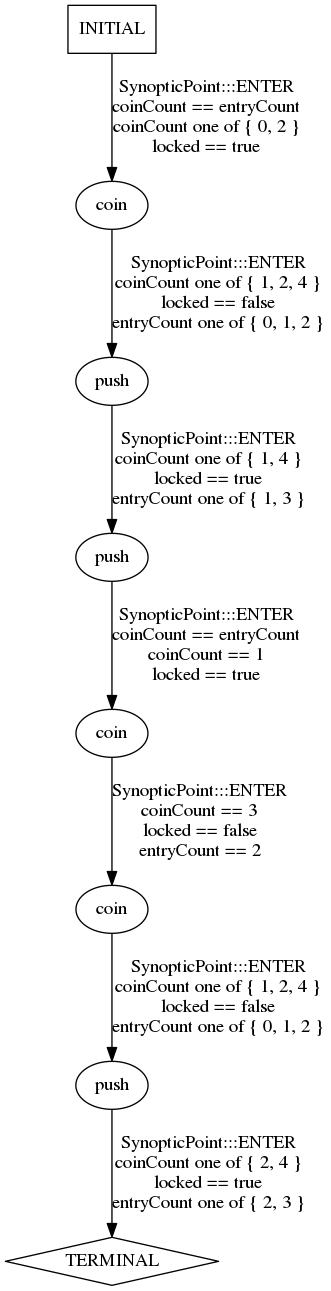 INITIAL
SynopticPoint:::ENTER
coinCount == entryCount
coinCount one of { 0, 2 }
locked == true
coin
SynopticPoint:::ENTER
coinCount one of { 1, 2, 4 }
locked == false
entryCount one of { 0, 1, 2 }
push
SynopticPoint:::ENTER
coinCount one of { 1, 4 }
locked == true
entryCount one of { 1, 3 }
push
SynopticPoint:::ENTER
coinCount == entryCount
coinCount == 1
locked == true
coin
SynopticPoint:::ENTER
coinCount == 3
locked == false
entryCount == 2
coin
SynopticPoint:::ENTER
coinCount one of { 1, 2, 4 }
locked == false
entryCount one of { 0, 1, 2 }
push
SynopticPoint:::ENTER
coinCount one of { 2, 4 }
locked == true
entryCount one of { 2, 3 }
TERMINAL